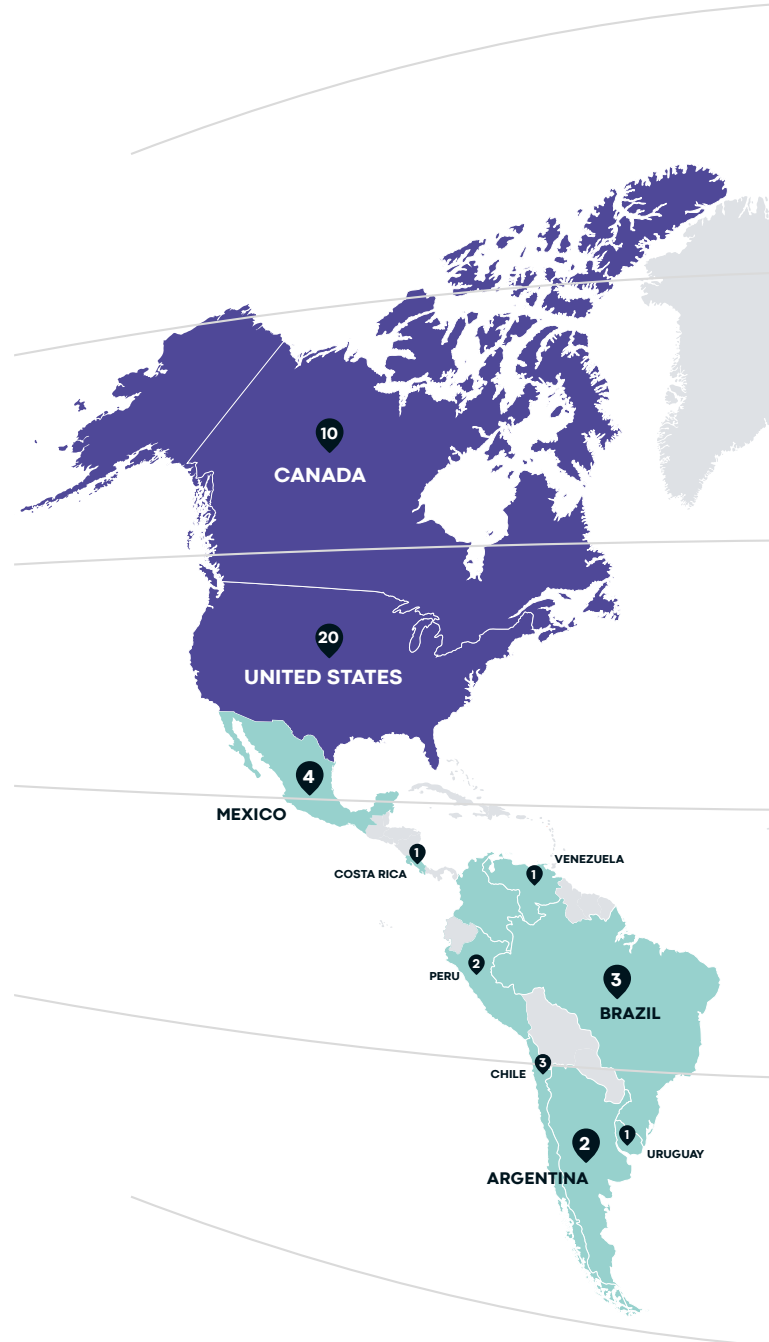 10
CANADA
20
UNITED STATES
4
MEXICO
1
COSTA RICA
VENEZUELA
1
2
PERU
3
BRAZIL
3
CHILE
1
URUGUAY
2
ARGENTINA